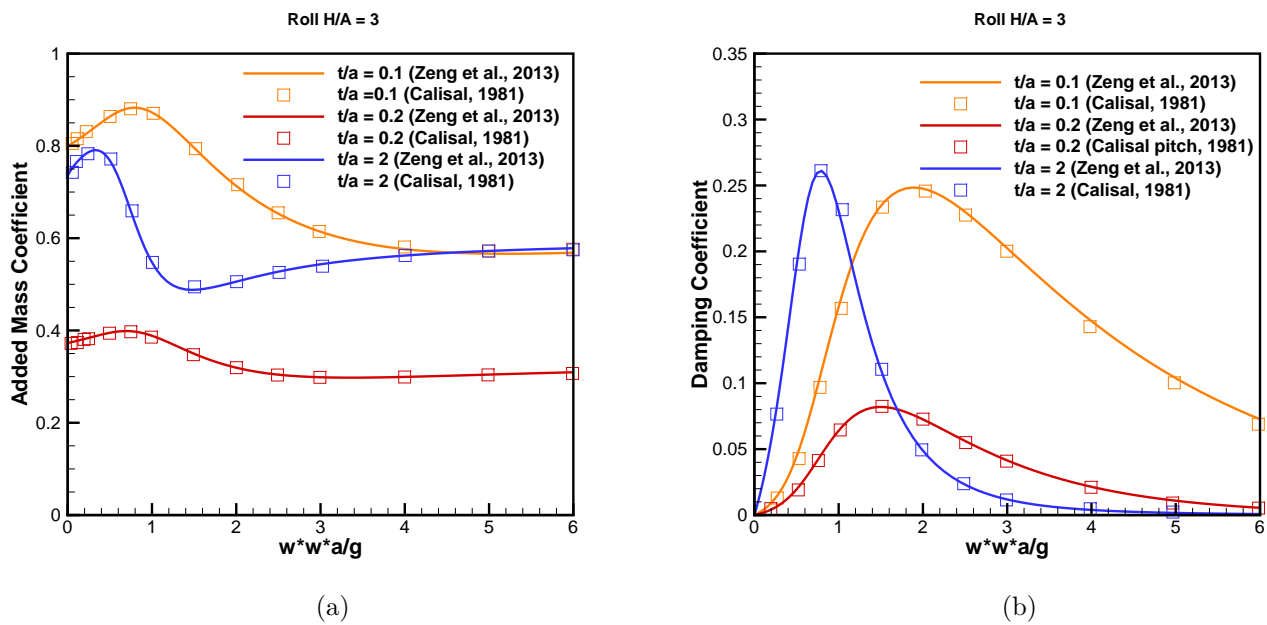 Roll H/A = 3
t/a = 0.1 (Zeng et al., 2013)
t/a =0.1 (Calisal, 1981)
t/a = 0.2 (Zeng et al., 2013)
t/a = 0.2 (Calisal, 1981)
t/a = 2 (Zeng et al., 2013)
t/a = 2 (Calisal, 1981)
Added Mass Coefficient
1
0.8
0.6
0.4
0.2
0
0 1 2 3 4 5 6
w*w*a/g
(a)
Roll H/A = 3
t/a = 0.1 (Zeng et al., 2013)
t/a = 0.1 (Calisal, 1981)
t/a = 0.2 (Zeng et al., 2013)
t/a = 0.2 (Calisal pitch, 1981)
t/a = 2 (Zeng et al., 2013)
t/a = 2 (Calisal, 1981)
Damping Coefficient
0.35
0.3
0.25
0.2
0.15
0.1
0.05
0
0 1 2 3 4 5 6
w*w*a/g
(b)